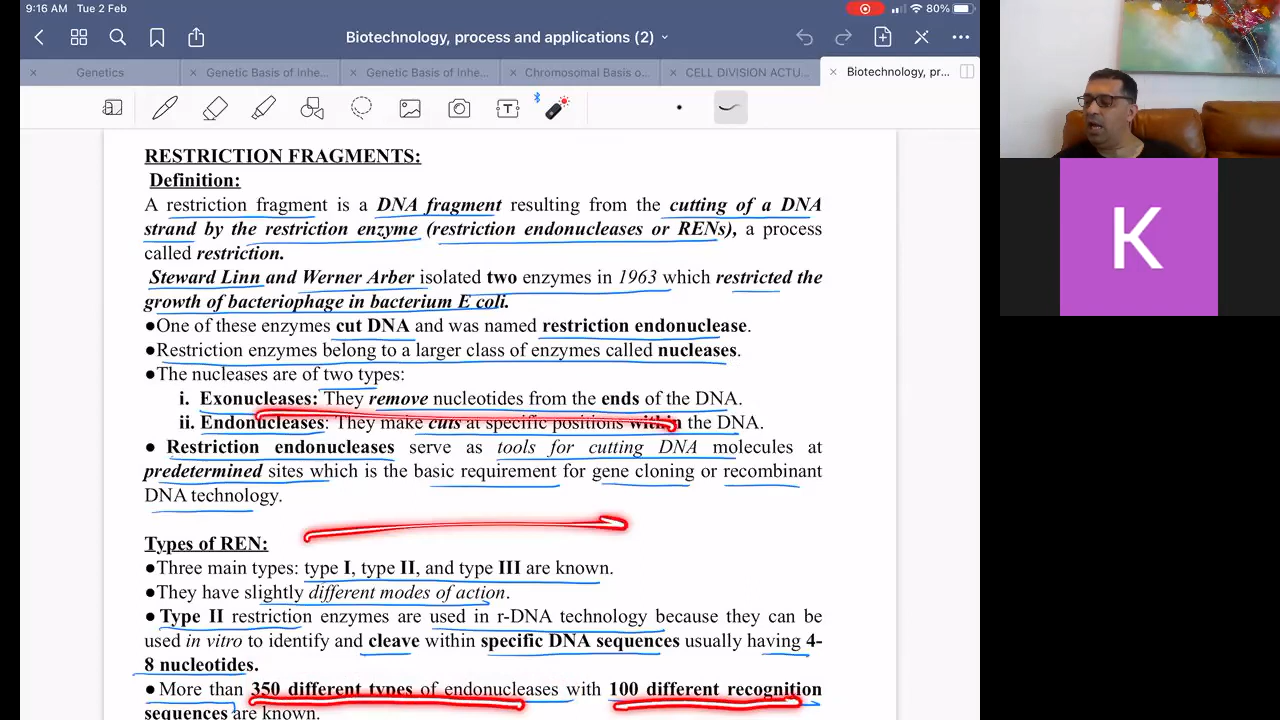 9:16 AM Tue 2 Feb
80%
Biotechnology, process and applications (2)
Genetics
Genetic Basis of Inhe...
Genetic Basis of Inhe...
Chromosomal Basis o...
CELL DIVISION ACTU...
Biotechnology, pr...
RESTRICTION FRAGMENTS:
Definition:
A restriction fragment is a DNA fragment resulting from the cutting of a DNA
strand by the restriction enzyme (restriction endonucleases or RENs), a process
called restriction.
Steward Linn and Werner Arber isolated two enzymes in 1963 which restricted the
growth of bacteriophage in bacterium E coli.
●One of these enzymes cut DNA and was named restriction endonuclease.
●Restriction enzymes belong to a larger class of enzymes called nucleases.
●The nucleases are of two types:
i. Exonucleases: They remove nucleotides from the ends of the DNA.
ii. Endonucleases: They make cuts at specific positions within the DNA.
● Restriction endonucleases serve as tools for cutting DNA molecules at
predetermined sites which is the basic requirement for gene cloning or recombinant
DNA technology.
Types of REN:
●Three main types: type I, type II, and type III are known.
●They have slightly different modes of action.
● Type II restriction enzymes are used in r-DNA technology because they can be
used in vitro to identify and cleave within specific DNA sequences usually having 4-
8 nucleotides.
● More than 350 different types of endonucleases with 100 different recognition
sequences are known.
K